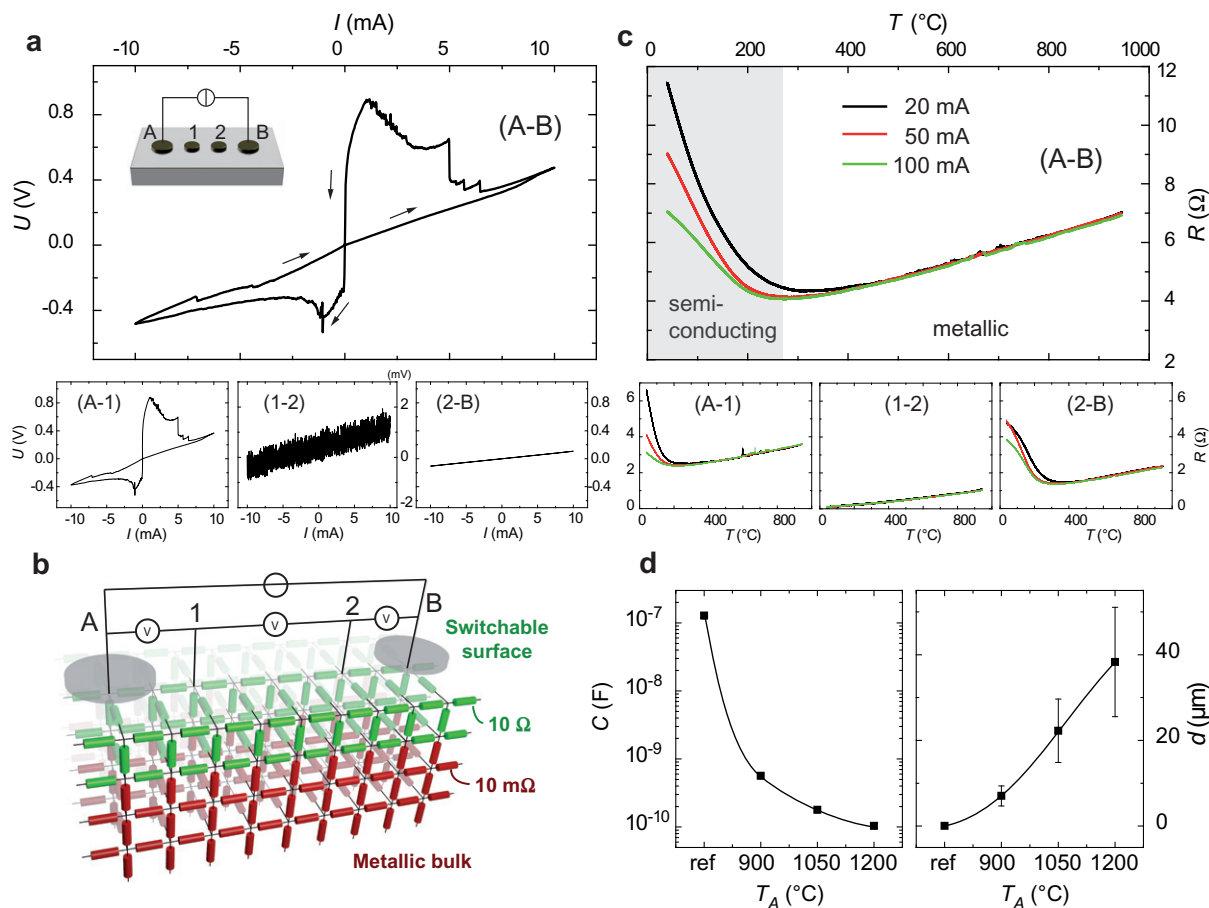 a
I (mA)
-10 -5 0 5 10
U (V)
0.8
0.4
0.0
-0.4
(A-B)
A 1 2 B
(A-1)
U (V)
0.8
0.4
0.0
-0.4
-10 -5 0 5 10
I (mA)
(1-2)
(mV)
2
0
-2
-10 -5 0 5 10
I (mA)
(2-B)
0.8
0.4
0.0
-0.4
-10 -5 0 5 10
I (mA)
c
T (°C)
0 200 400 600 800 1000
20 mA
50 mA
100 mA
(A-B)
12
10
8
6
4
2
R (Ω)
semi-
conducting
metallic
(A-1)
6
4
2
0
0 400 800
T (°C)
(1-2)
0 400 800
T (°C)
(2-B)
6
4
2
0
R (Ω)
0 400 800
T (°C)
b
A 1 2 B
V V V
Switchable
surface
10 Ω
10 mΩ
Metallic bulk
d
C (F)
10⁻⁷
10⁻⁸
10⁻⁹
10⁻¹⁰
ref 900 1050 1200
T_A (°C)
40
20
0
d (μm)
ref 900 1050 1200
T_A (°C)